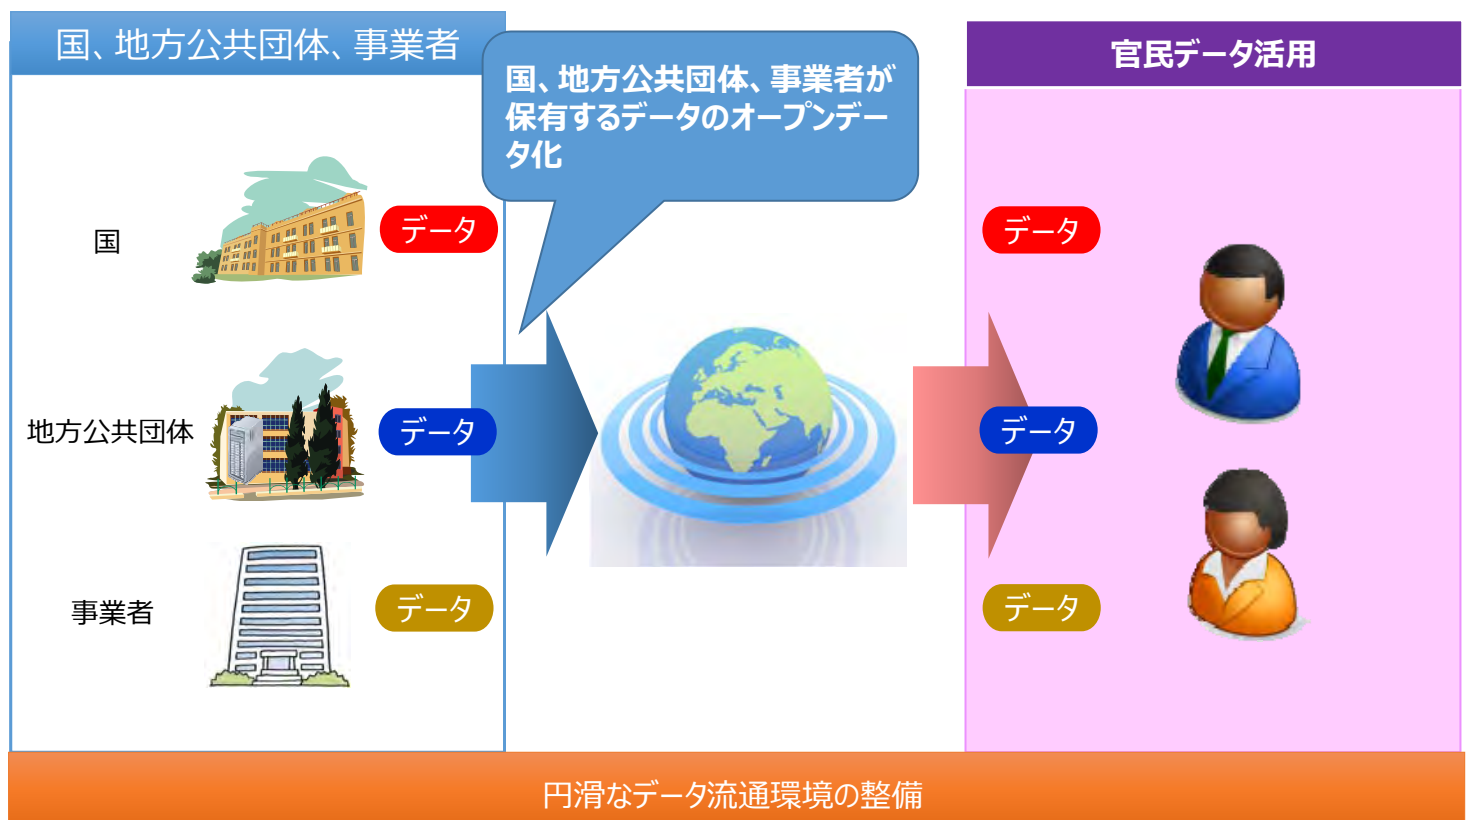 国、地方公共団体、事業者
国、地方公共団体、事業者が
保有するデータのオープンデー
タ化
官民データ活用
国
データ
データ
地方公共団体
データ
データ
事業者
データ
データ
円滑なデータ流通環境の整備